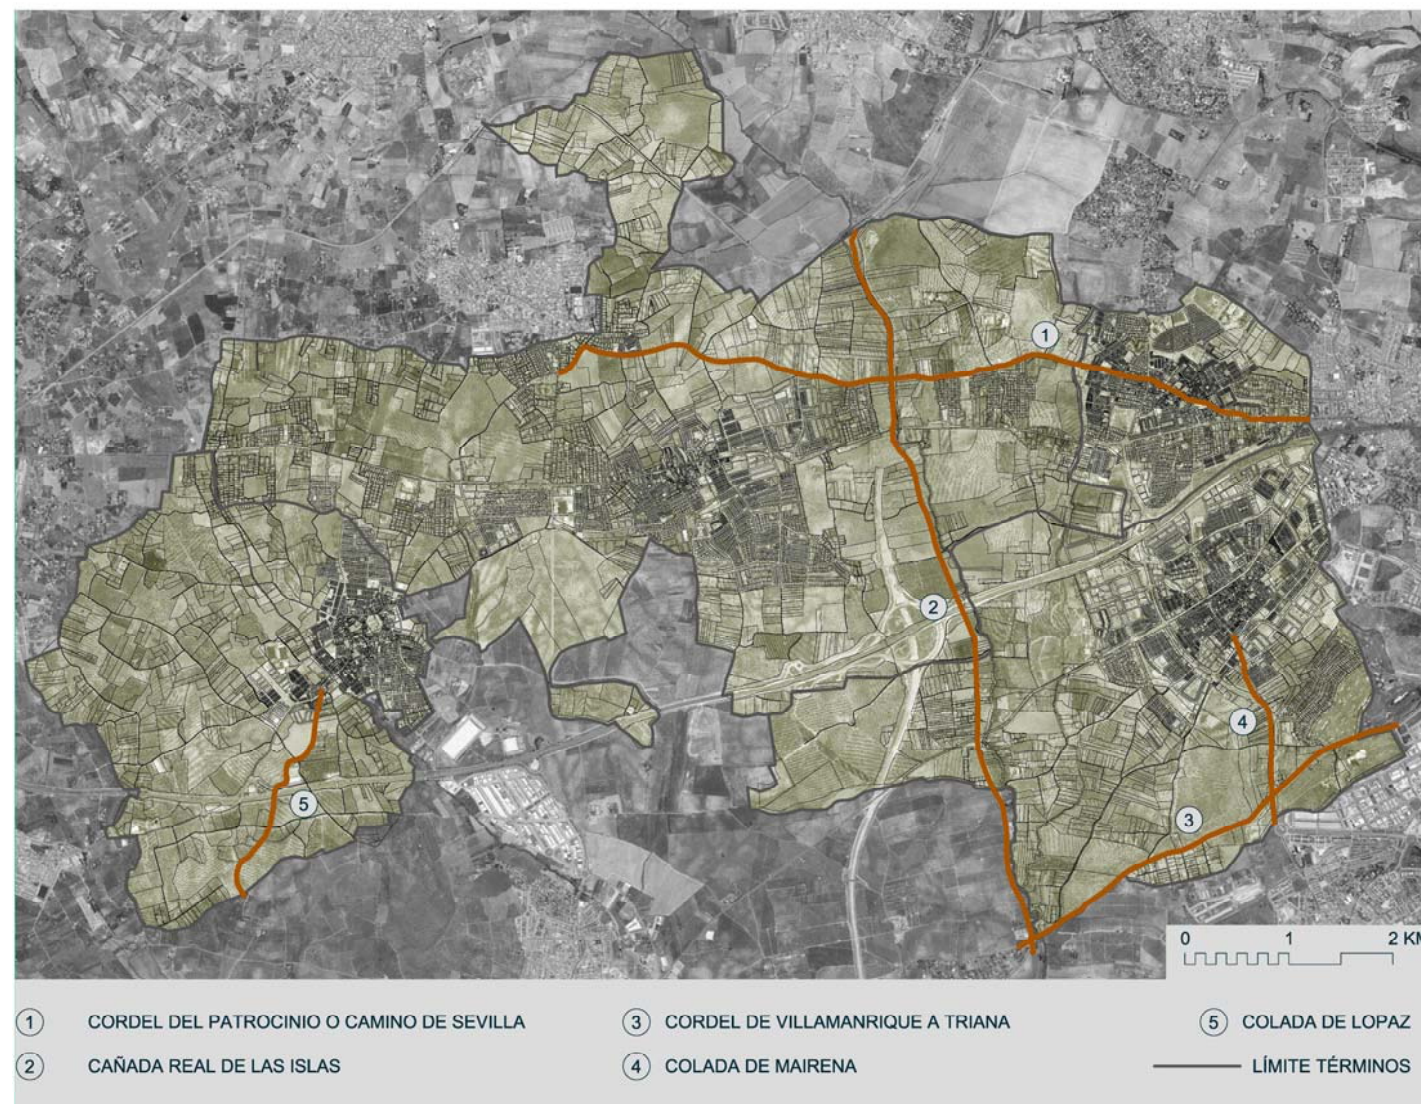 1
2
4
3
5
0 1 2 KM
1 CORDEL DEL PATROCINIO O CAMINO DE SEVILLA
3 CORDEL DE VILLAMANRIQUE A TRIANA
5 COLADA DE LOPAZ
2 CAÑADA REAL DE LAS ISLAS
4 COLADA DE MAIRENA
LÍMITE TÉRMINOS